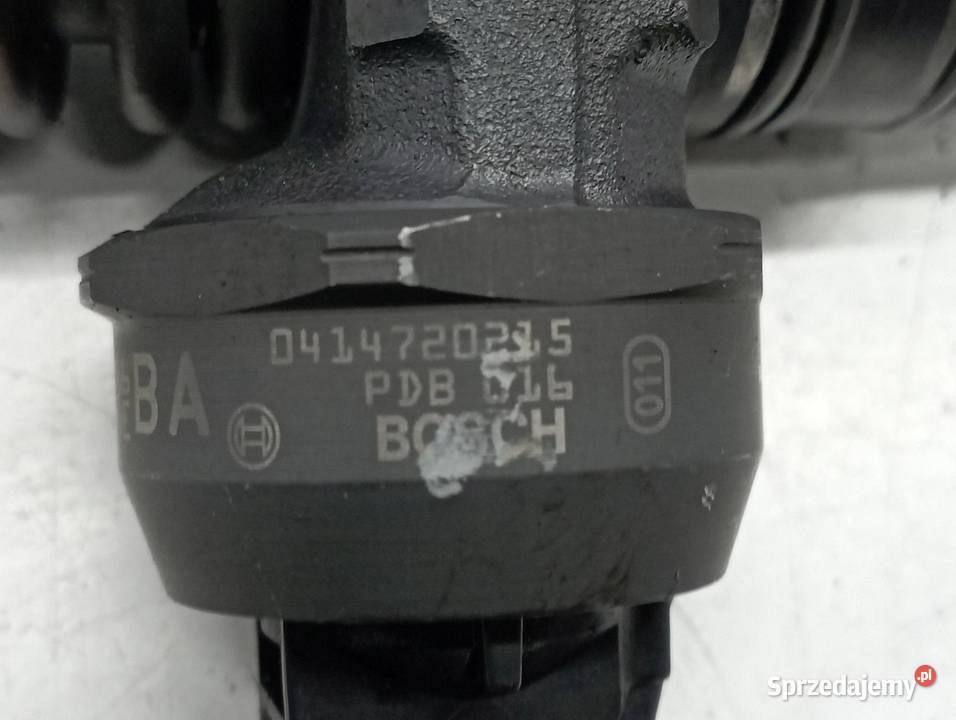 0414720215
PDB 016
BOSCH
BA
011
Sprzedajemy.pl